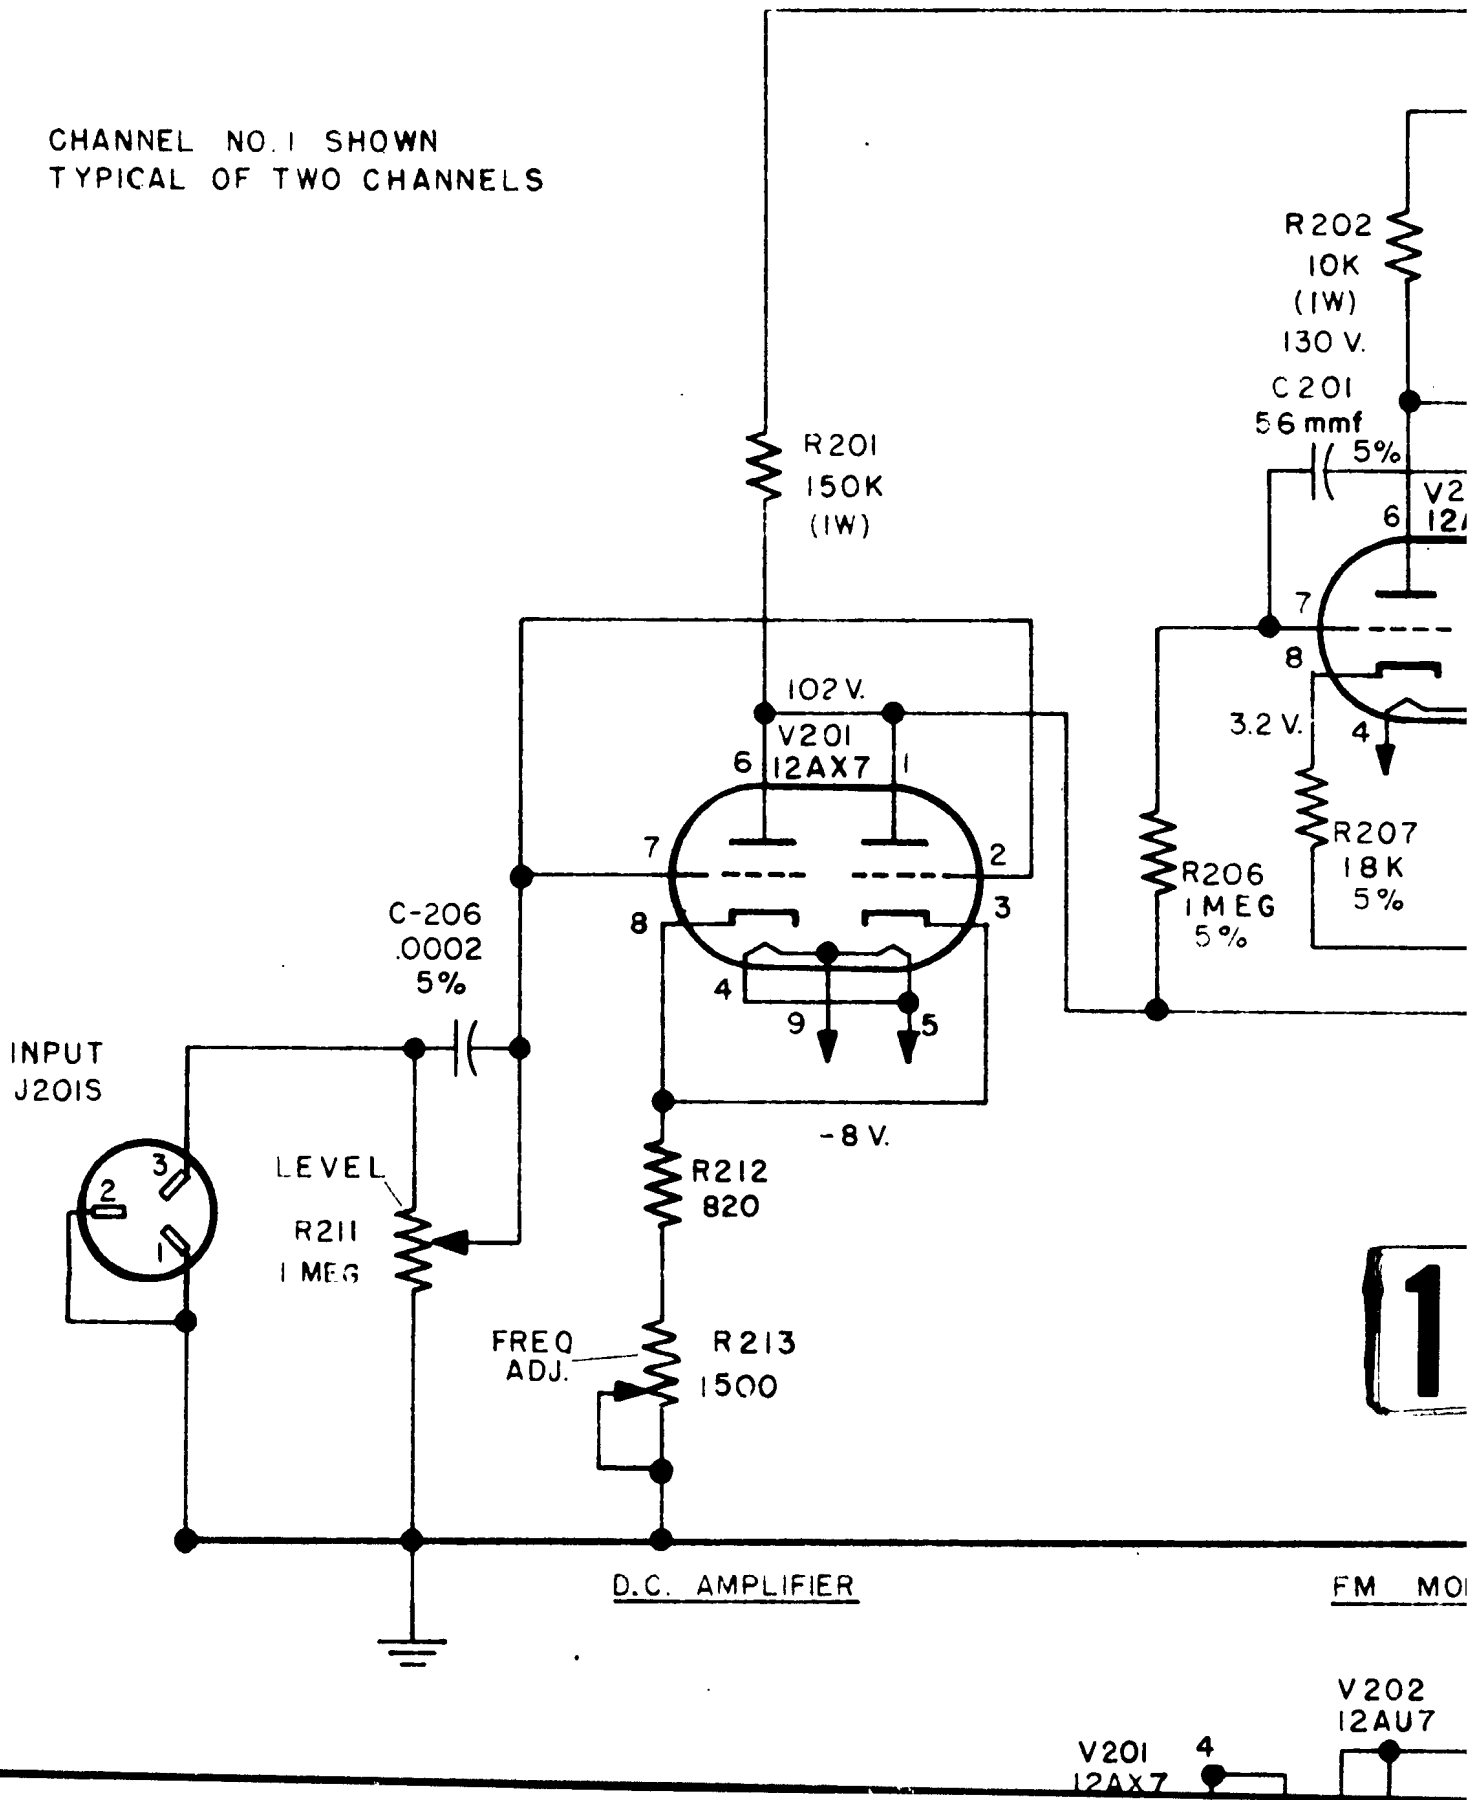 CHANNEL NO. 1 SHOWN
TYPICAL OF TWO CHANNELS
R202
10K
(1W)
130 V.
C201
56 mmf
5%
R201
150K
(1W)
6
7
8
3.2 V.
4
R207
18K
5%
R206
1 MEG
5%
102 V.
V201
12AX7
6
1
7
2
8
3
4
9
5
C-206
.0002
5%
INPUT
J201S
3
2
1
LEVEL
R211
1 MEG
-8 V.
R212
820
FREQ
ADJ.
R213
1500
1
D.C. AMPLIFIER
FM
V202
12AU7
V201
12AX7
4